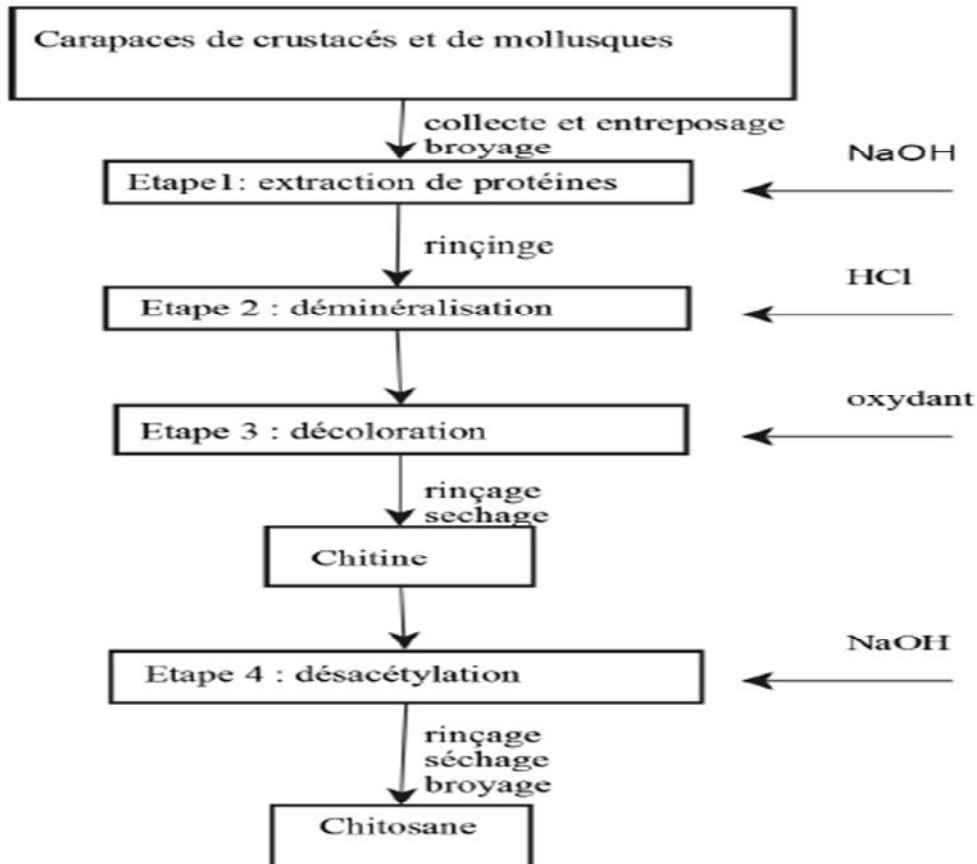 Carapaces de crustacés et de mollusques
collecte et entreposage
broyage
NaOH
Etape1: extraction de protéines
rinçinge
HCl
Etape 2 : déminéralisation
oxydant
Etape 3 : décoloration
rinçage
sechage
Chitine
NaOH
Etape 4 : désacétylation
rinçage
séchage
broyage
Chitosane